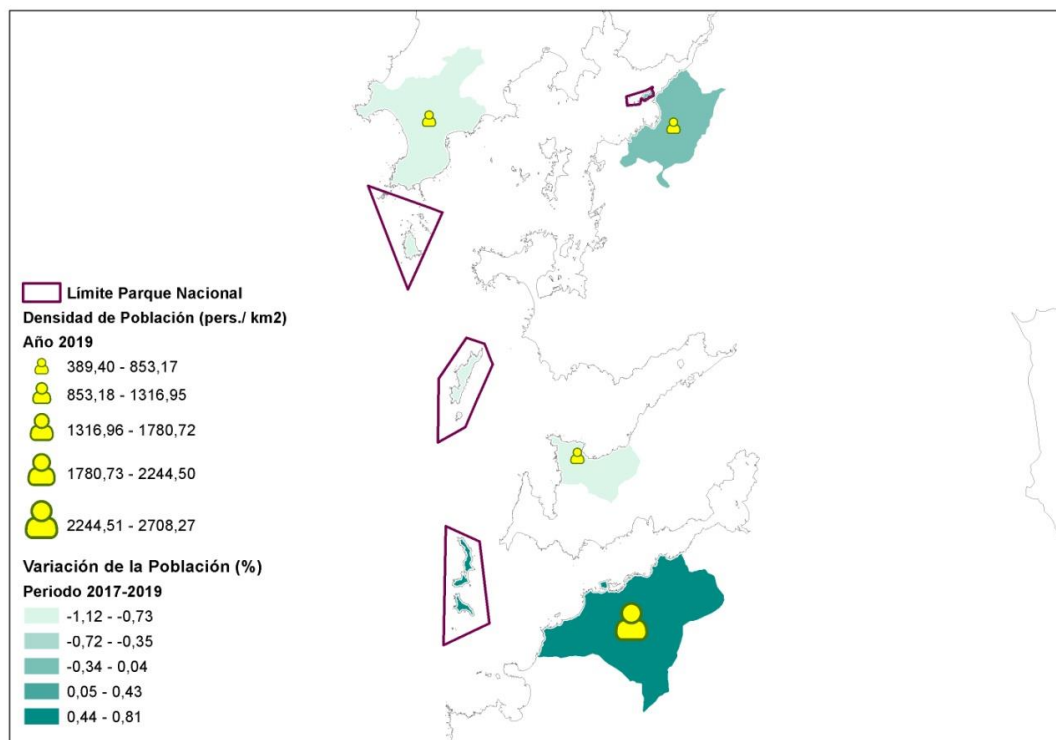 Límite Parque Nacional
Densidad de Población (pers./ km2)
Año 2019
389,40 - 853,17
853,18 - 1316,95
1316,96 - 1780,72
1780,73 - 2244,50
2244,51 - 2708,27
Variación de la Población (%)
Periodo 2017-2019
-1,12 - -0,73
-0,72 - -0,35
-0,34 - 0,04
0,05 - 0,43
0,44 - 0,81